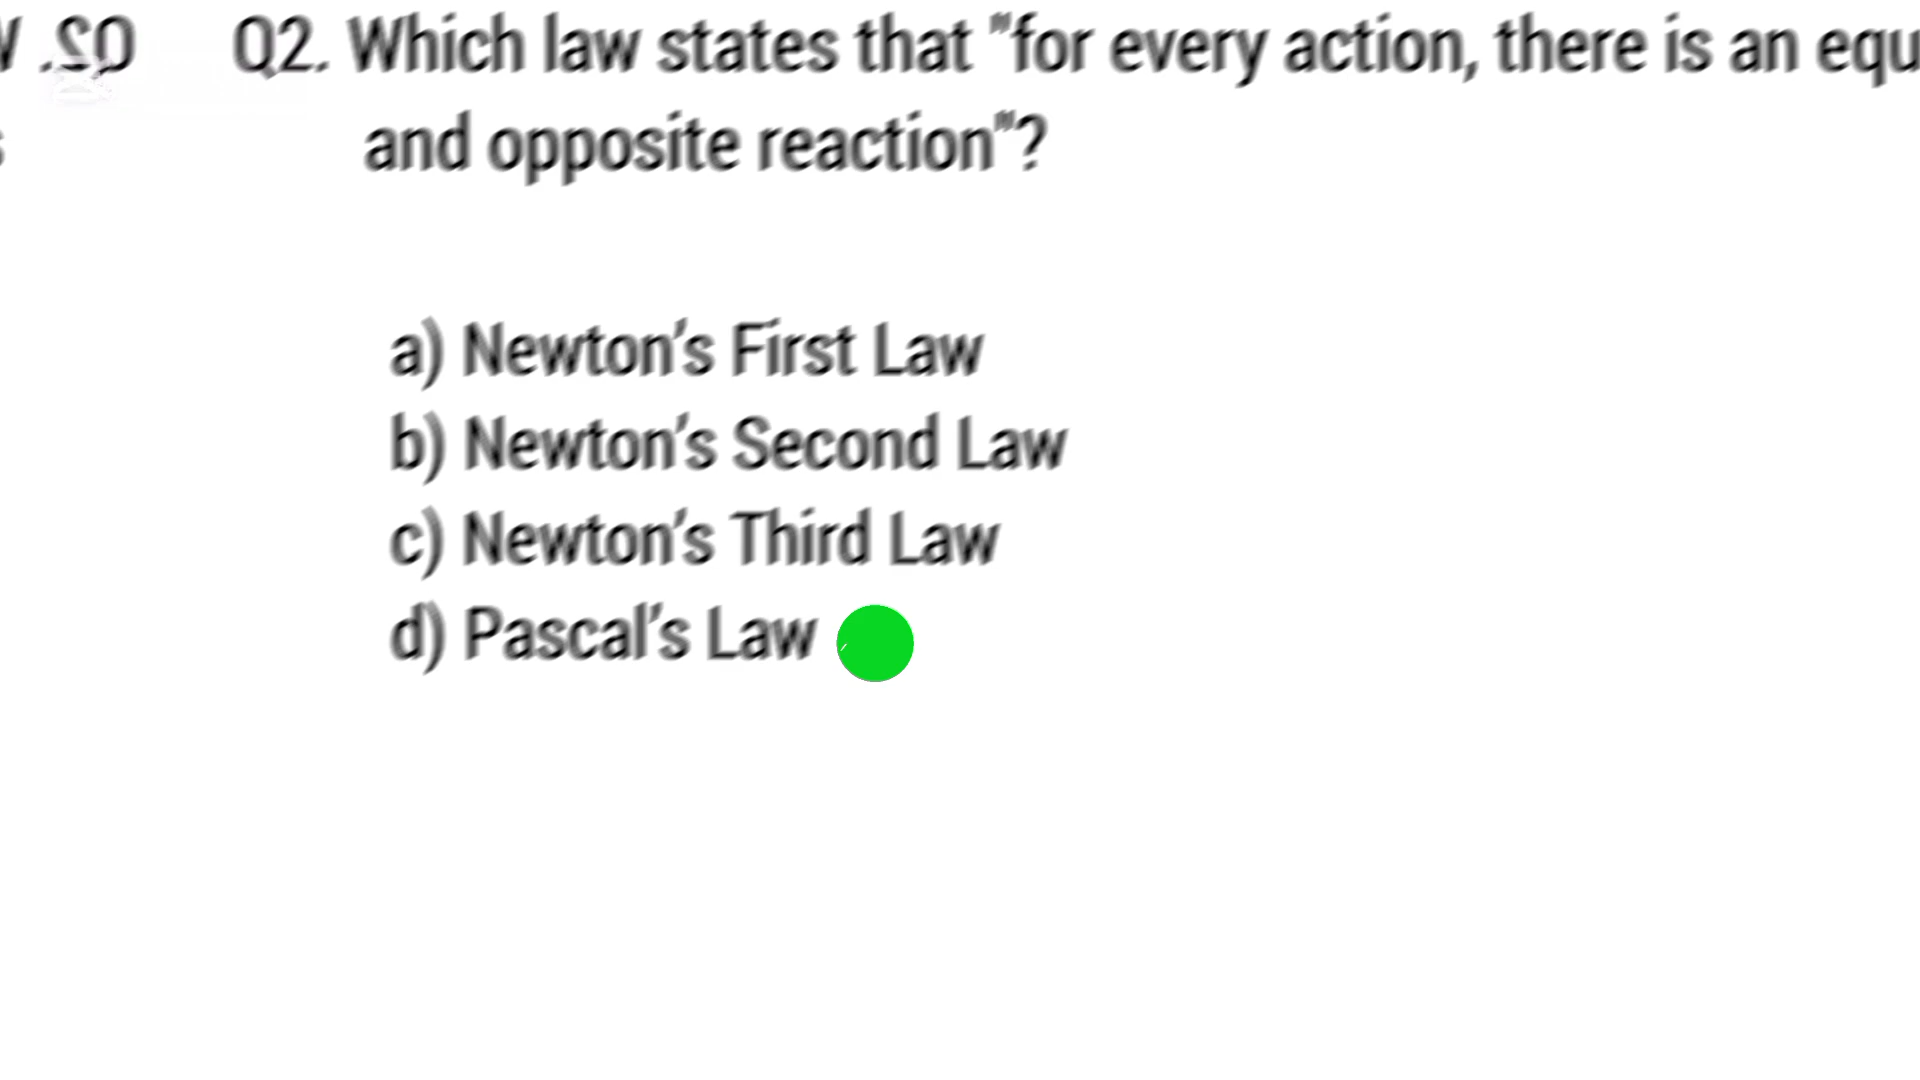 Q2. Which law states that "for every action, there is an equ
and opposite reaction"?
a) Newton's First Law
b) Newton's Second Law
c) Newton's Third Law
d) Pascal's Law